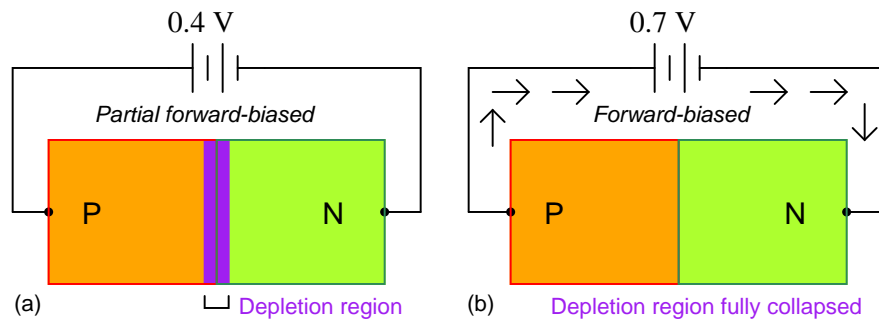 0.4 V
Partial forward-biased
P
N
(a)
Depletion region
0.7 V
Forward-biased
P
N
(b)
Depletion region fully collapsed